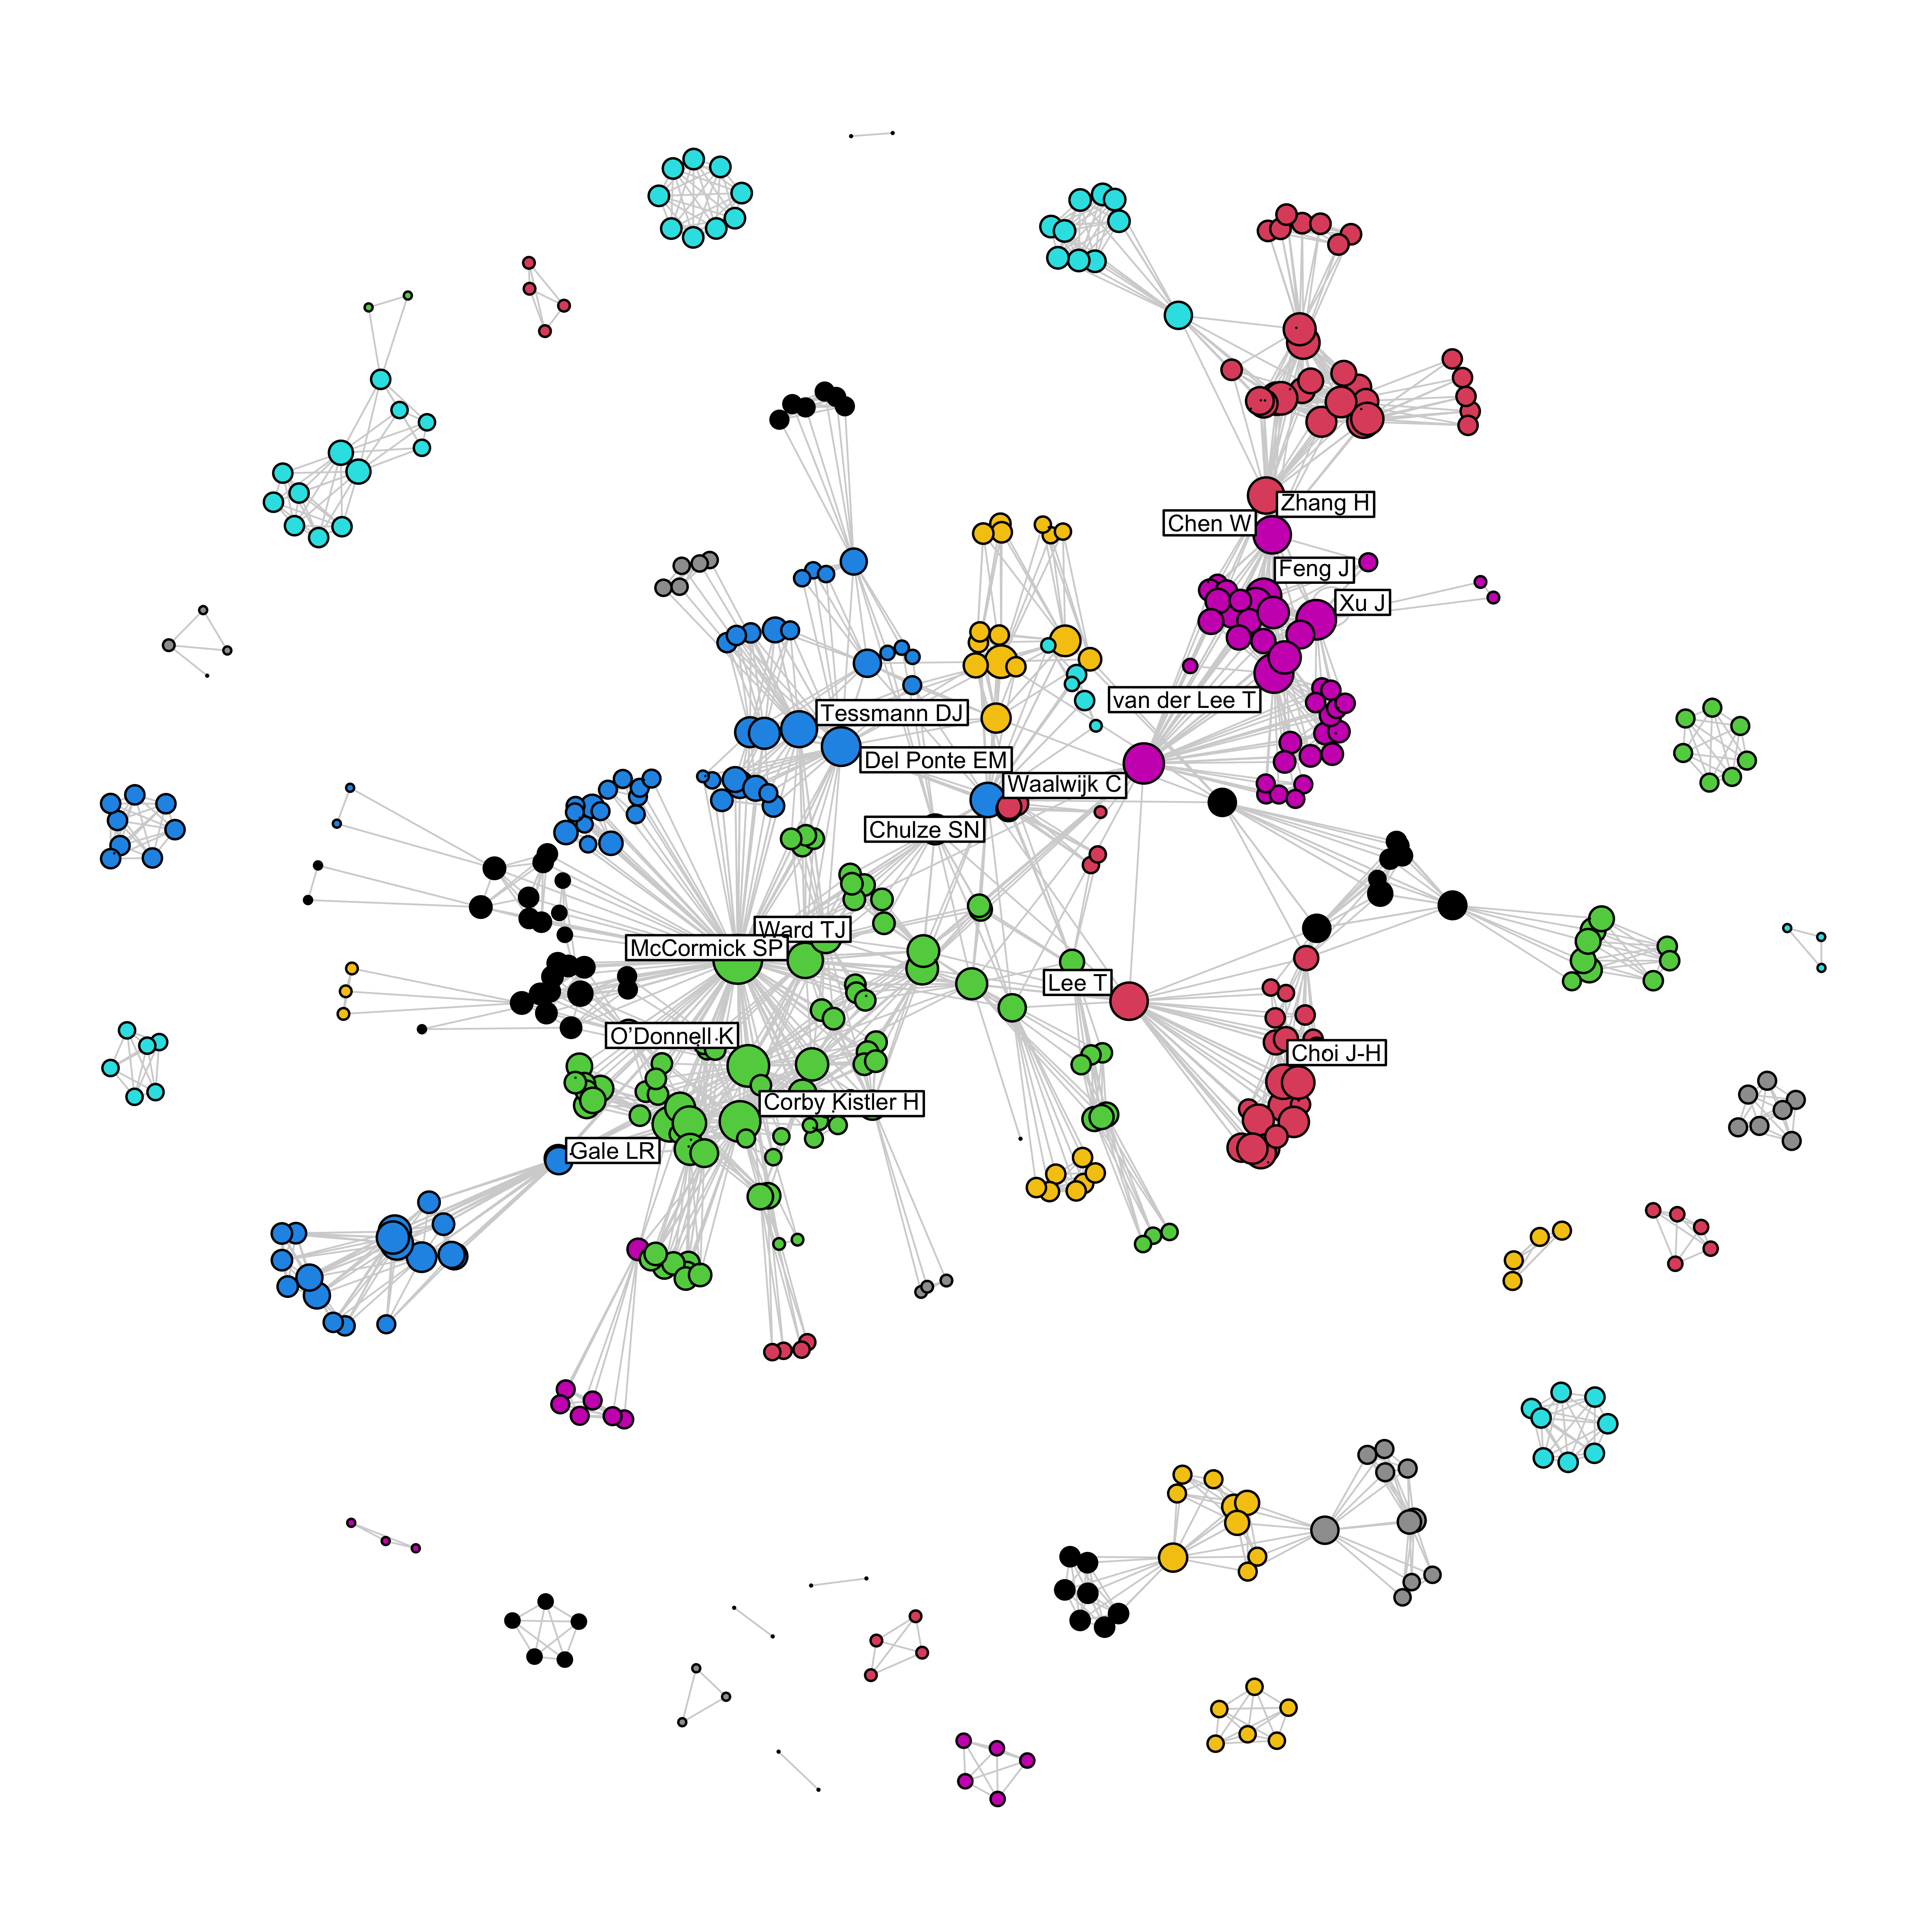 Zhang H
Chen W
Feng J
Xu J
van der Lee T
Tessmann DJ
Del Ponte EM
Waalwijk C
Chulze SN
Ward TJ
McCormick SP
Lee T
O'Donnell K
Choi J-H
Corby Kistler H
Gale LR